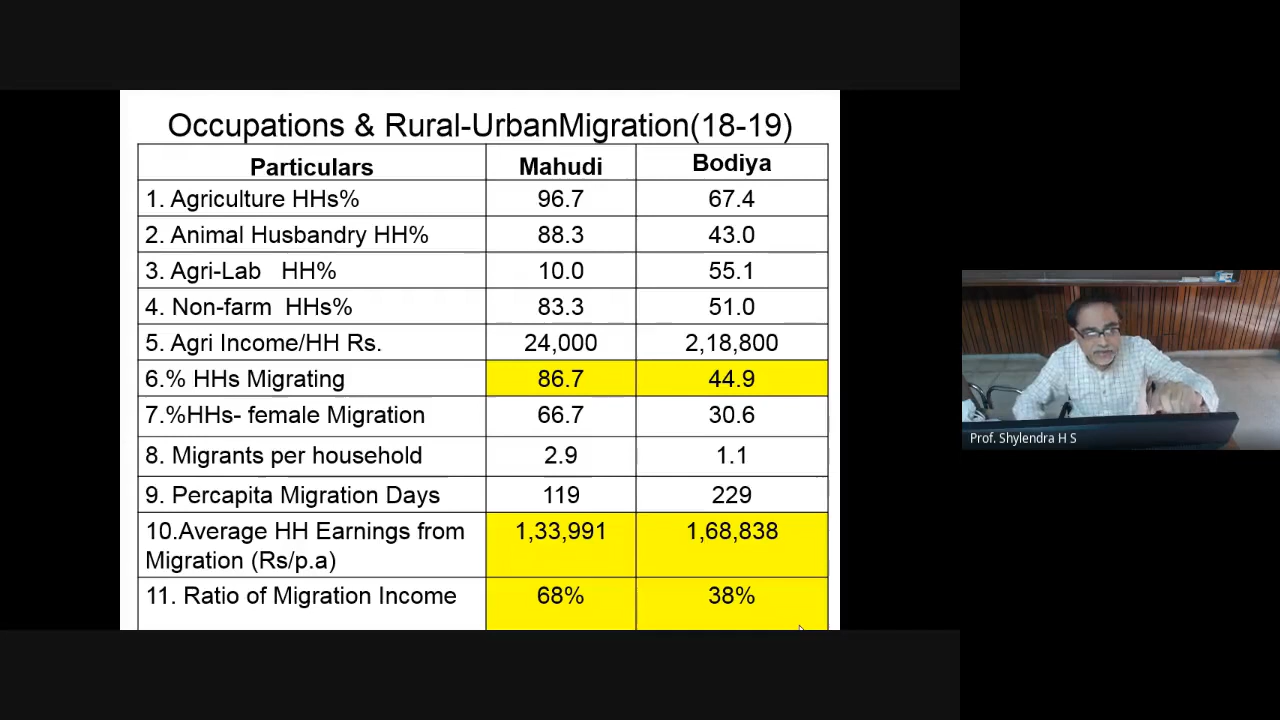 Occupations & Rural-UrbanMigration(18-19)
Particulars Mahudi Bodiya
1. Agriculture HHs% 96.7 67.4
2. Animal Husbandry HH% 88.3 43.0
3. Agri-Lab HH% 10.0 55.1
4. Non-farm HHs% 83.3 51.0
5. Agri Income/HH Rs. 24,000 2,18,800
6.% HHs Migrating 86.7 44.9
7.%HHs- female Migration 66.7 30.6
8. Migrants per household 2.9 1.1
9. Percapita Migration Days 119 229
10.Average HH Earnings from 1,33,991 1,68,838
Migration (Rs/p.a)
11. Ratio of Migration Income 68% 38%
Prof. Shylendra H S